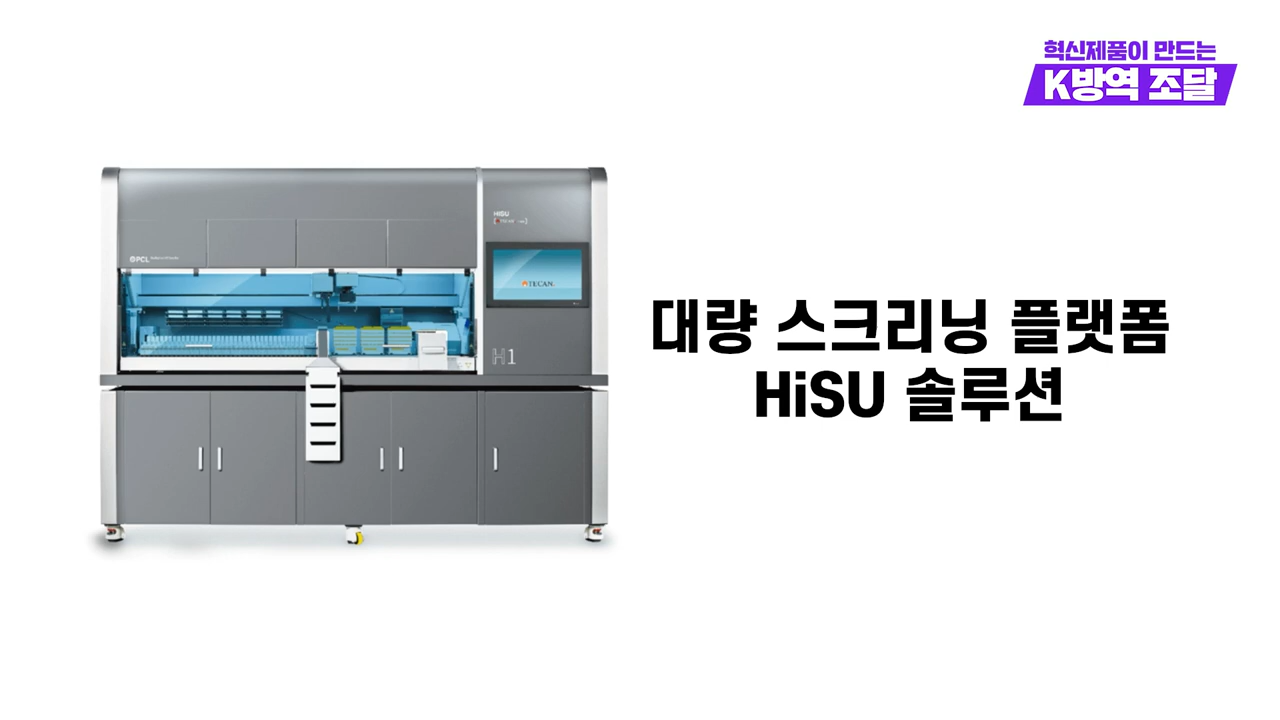 혁신제품이 만드는
K방역 조달
HiSU
PCL
TECAN
H1
대량 스크리닝 플랫폼
HiSU 솔루션